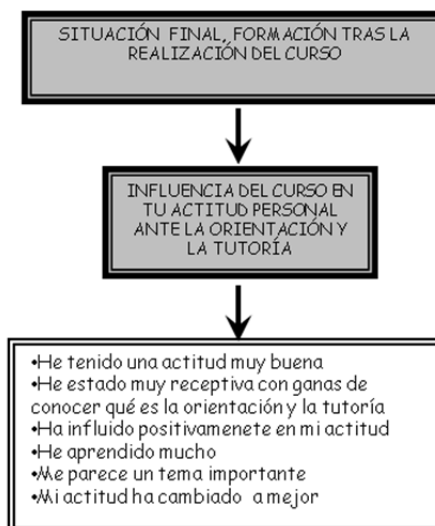 SITUACIÓN FINAL, FORMACIÓN TRAS LA
REALIZACIÓN DEL CURSO
INFLUENCIA DEL CURSO EN
TU ACTITUD PERSONAL
ANTE LA ORIENTACIÓN Y
LA TUTORÍA
•He tenido una actitud muy buena
•He estado muy receptiva con ganas de
conocer qué es la orientación y la tutoría
•Ha influido positivamenete en mi actitud
•He aprendido mucho
•Me parece un tema importante
•Mi actitud ha cambiado a mejor